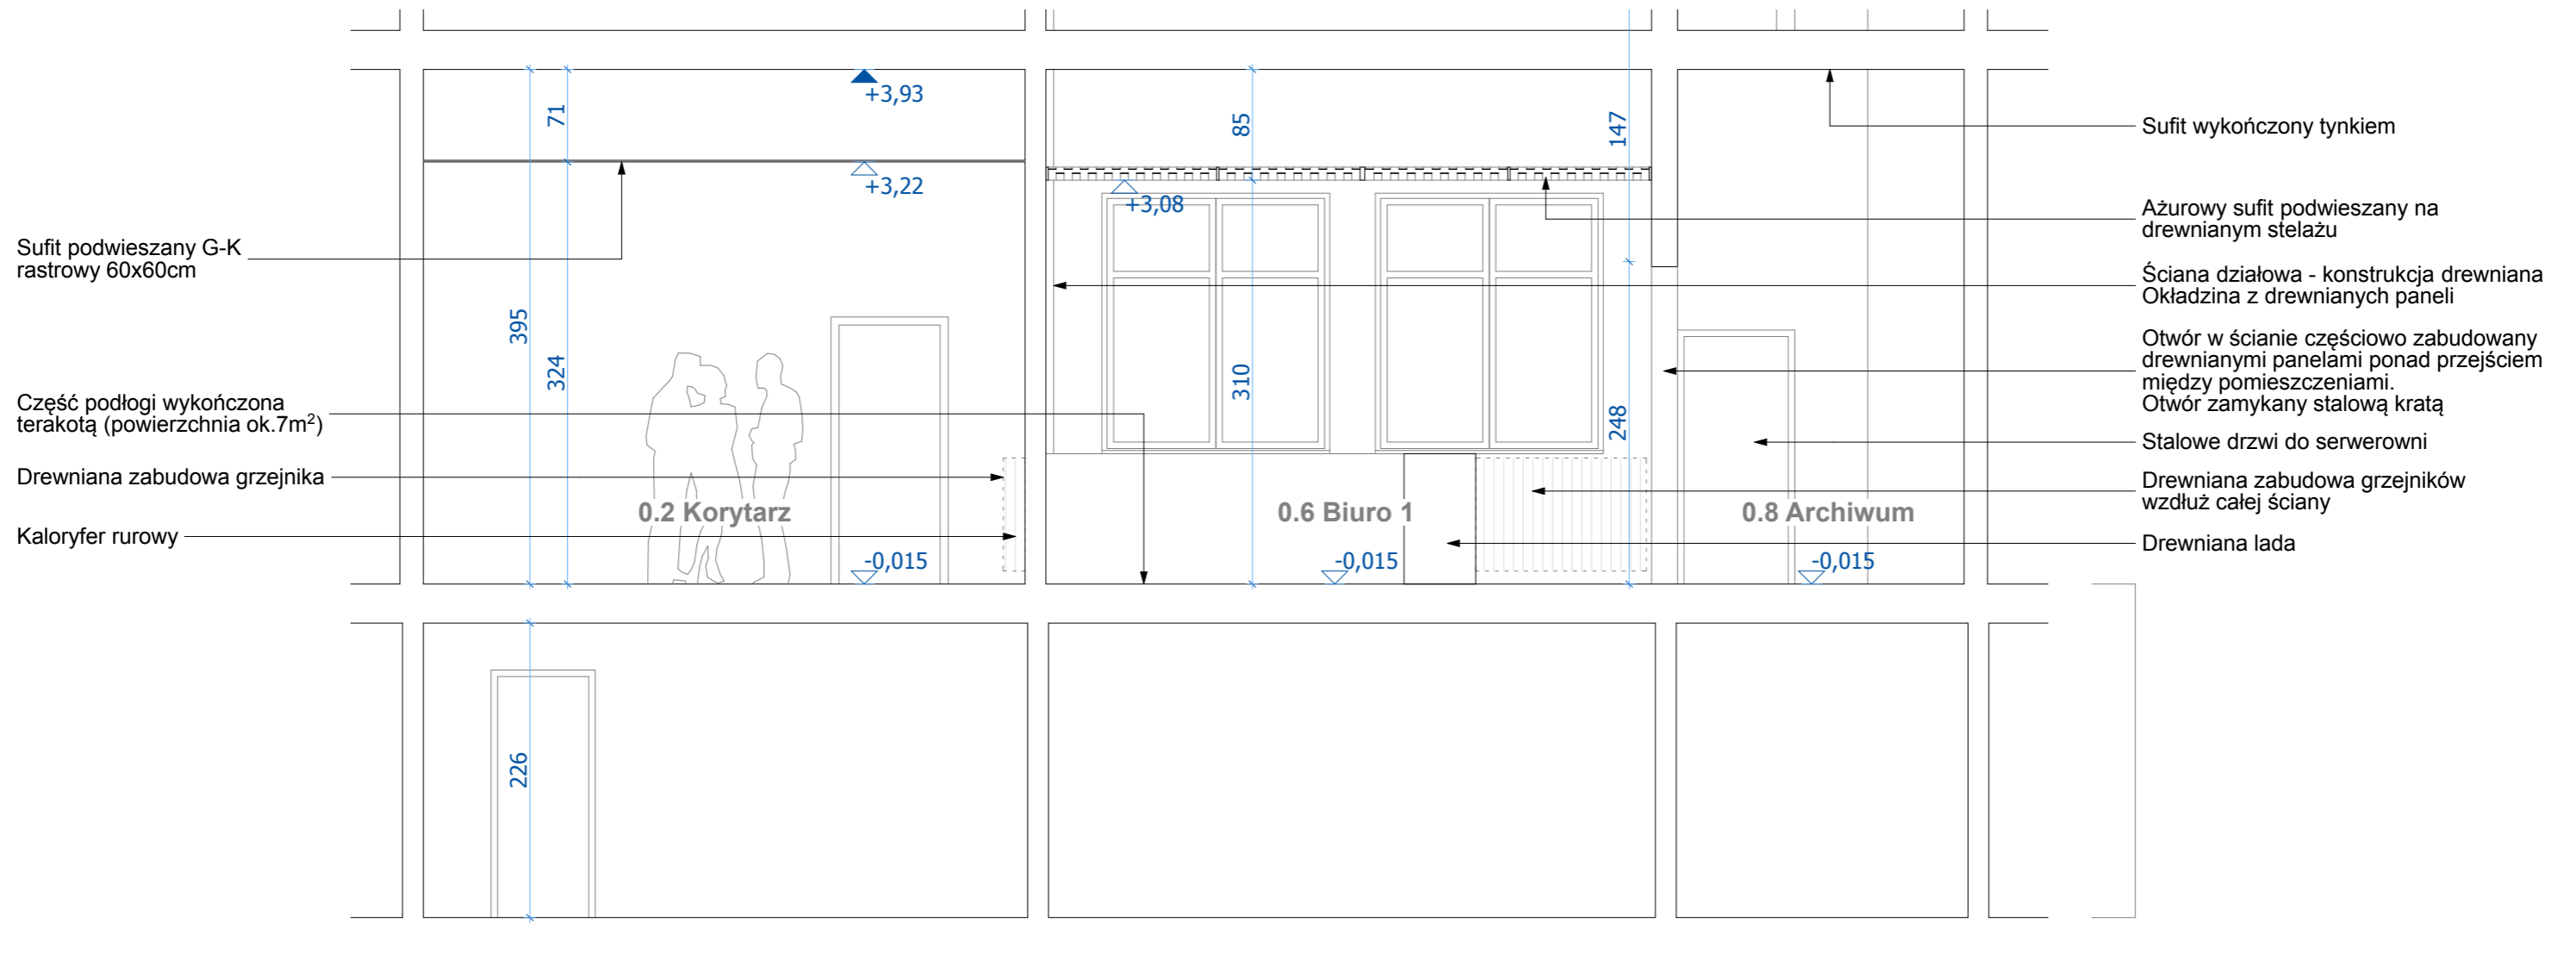 +3,93
71
85
147
Sufit wykończony tynkiem
+3,22
+3,08
Sufit podwieszany G-K
rastrowy 60x60cm
Ażurowy sufit podwieszany na
drewnianym stelażu
Ściana działowa - konstrukcja drewniana
Okładzina z drewnianych paneli
395
324
310
248
Otwór w ścianie częściowo zabudowany
drewnianymi panelami ponad przejściem
między pomieszczeniami.
Otwór zamykany stalową kratą
Część podłogi wykończona
terakotą (powierzchnia ok.7m²)
Stalowe drzwi do serwerowni
Drewniana zabudowa grzejnika
Drewniana zabudowa grzejników
wzdłuż całej ściany
0.2 Korytarz
0.6 Biuro 1
0.8 Archiwum
Kaloryfer rurowy
Drewniana lada
-0,015
-0,015
-0,015
226